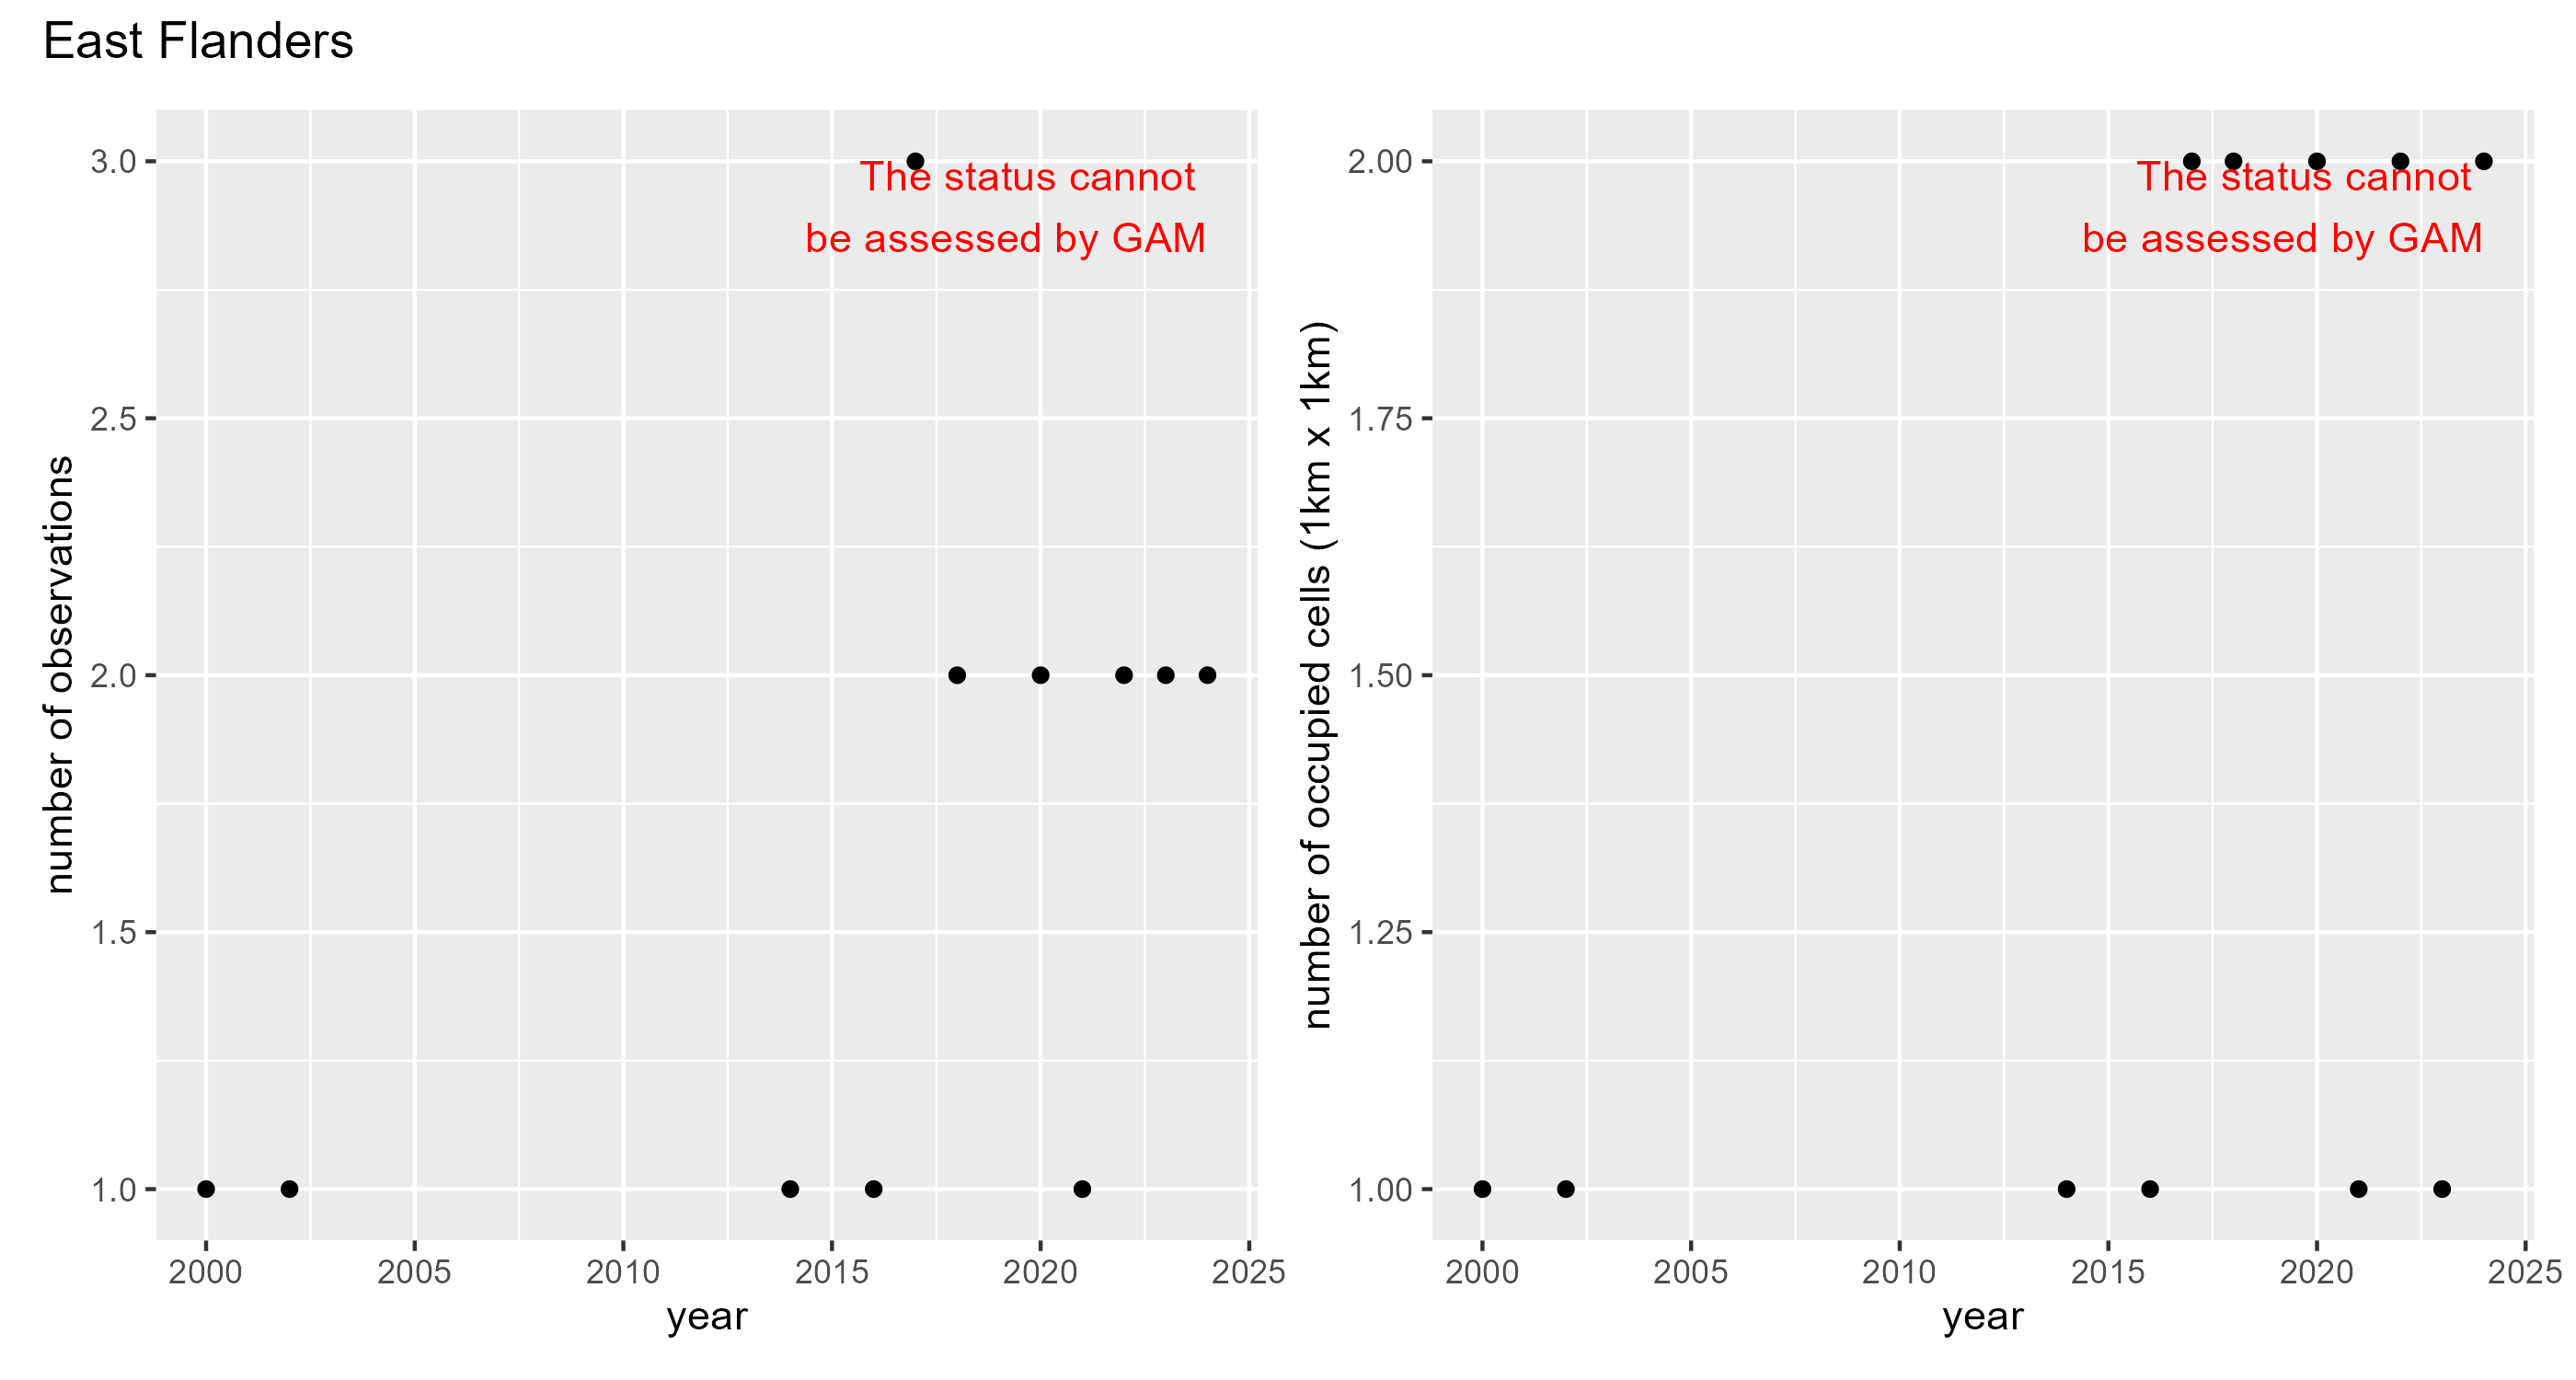 East Flanders
The status cannot
be assessed by GAM
number of observations
3.0
2.5
2.0
1.5
1.0
2000 2005 2010 2015 2020 2025
year
The status cannot
be assessed by GAM
number of occupied cells (1km x 1km)
2.00
1.75
1.50
1.25
1.00
2000 2005 2010 2015 2020 2025
year